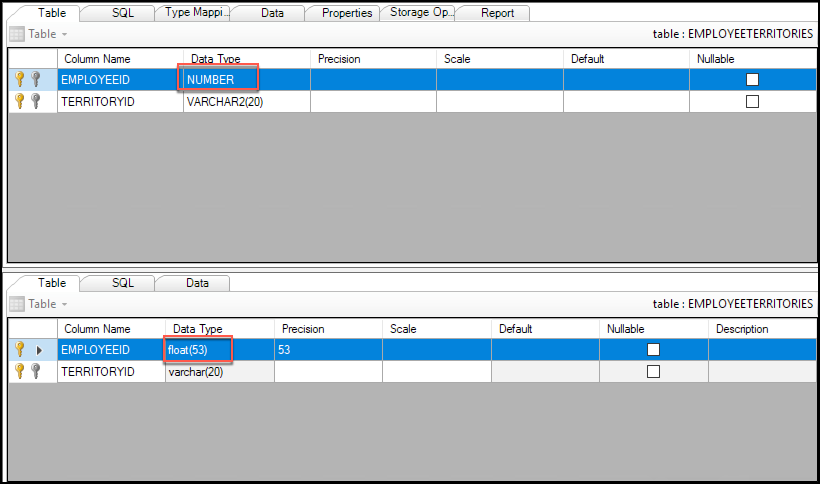 Table SQL Type Mappi... Data Properties Storage Op... Report
Table table : EMPLOYEETERRITORIES
Column Name Data Type Precision Scale Default Nullable
EMPLOYEEID NUMBER
TERRITORYID VARCHAR2(20)
Table SQL Data
Table table : EMPLOYEETERRITORIES
Column Name Data Type Precision Scale Default Nullable Description
EMPLOYEEID float(53) 53
TERRITORYID varchar(20)